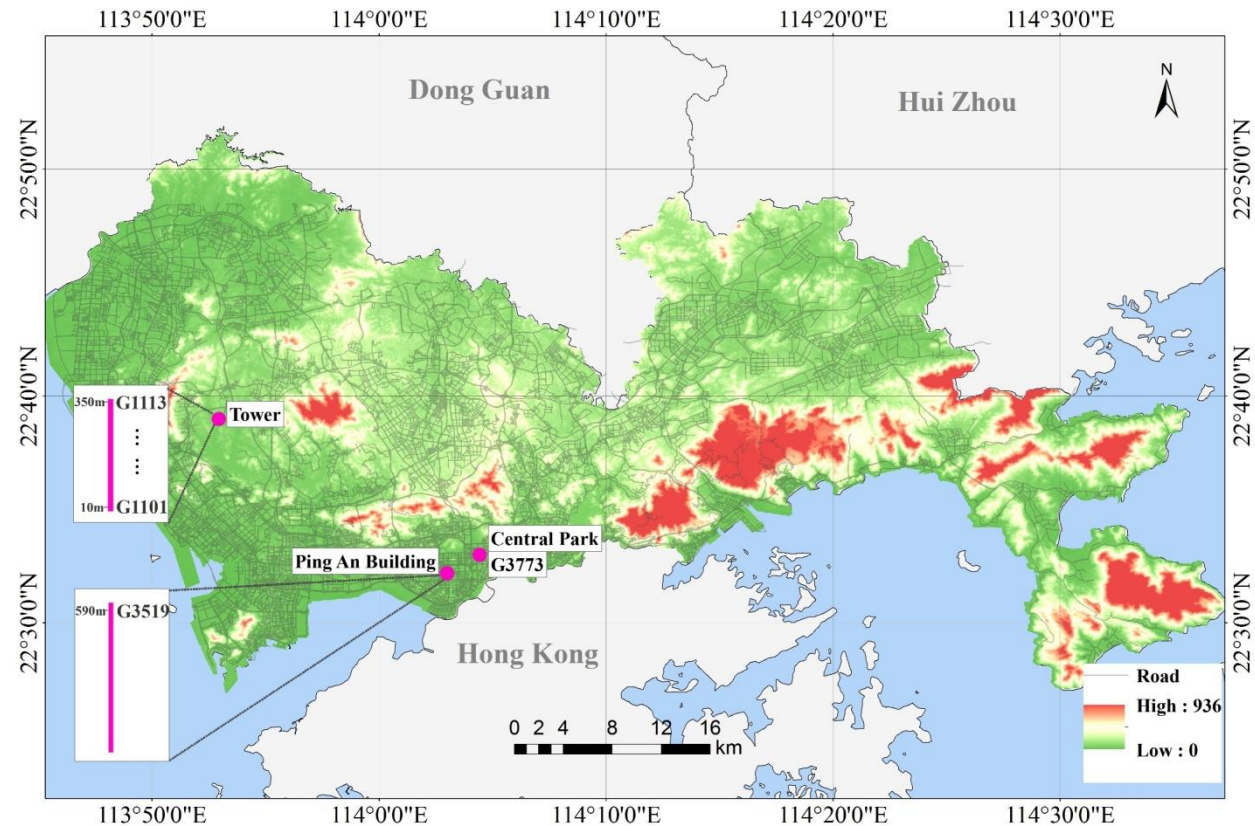 113°50'0"E 114°0'0"E 114°10'0"E 114°20'0"E 114°30'0"E
Dong Guan
Hui Zhou
N
22°50'0"N 22°50'0"N
22°40'0"N 22°40'0"N
350m G1113
Tower
10m G1101
Central Park
Ping An Building
G3773
590m G3519
22°30'0"N 22°30'0"N
Hong Kong
Road
High : 936
Low : 0
0 2 4 8 12 16
km
113°50'0"E 114°0'0"E 114°10'0"E 114°20'0"E 114°30'0"E